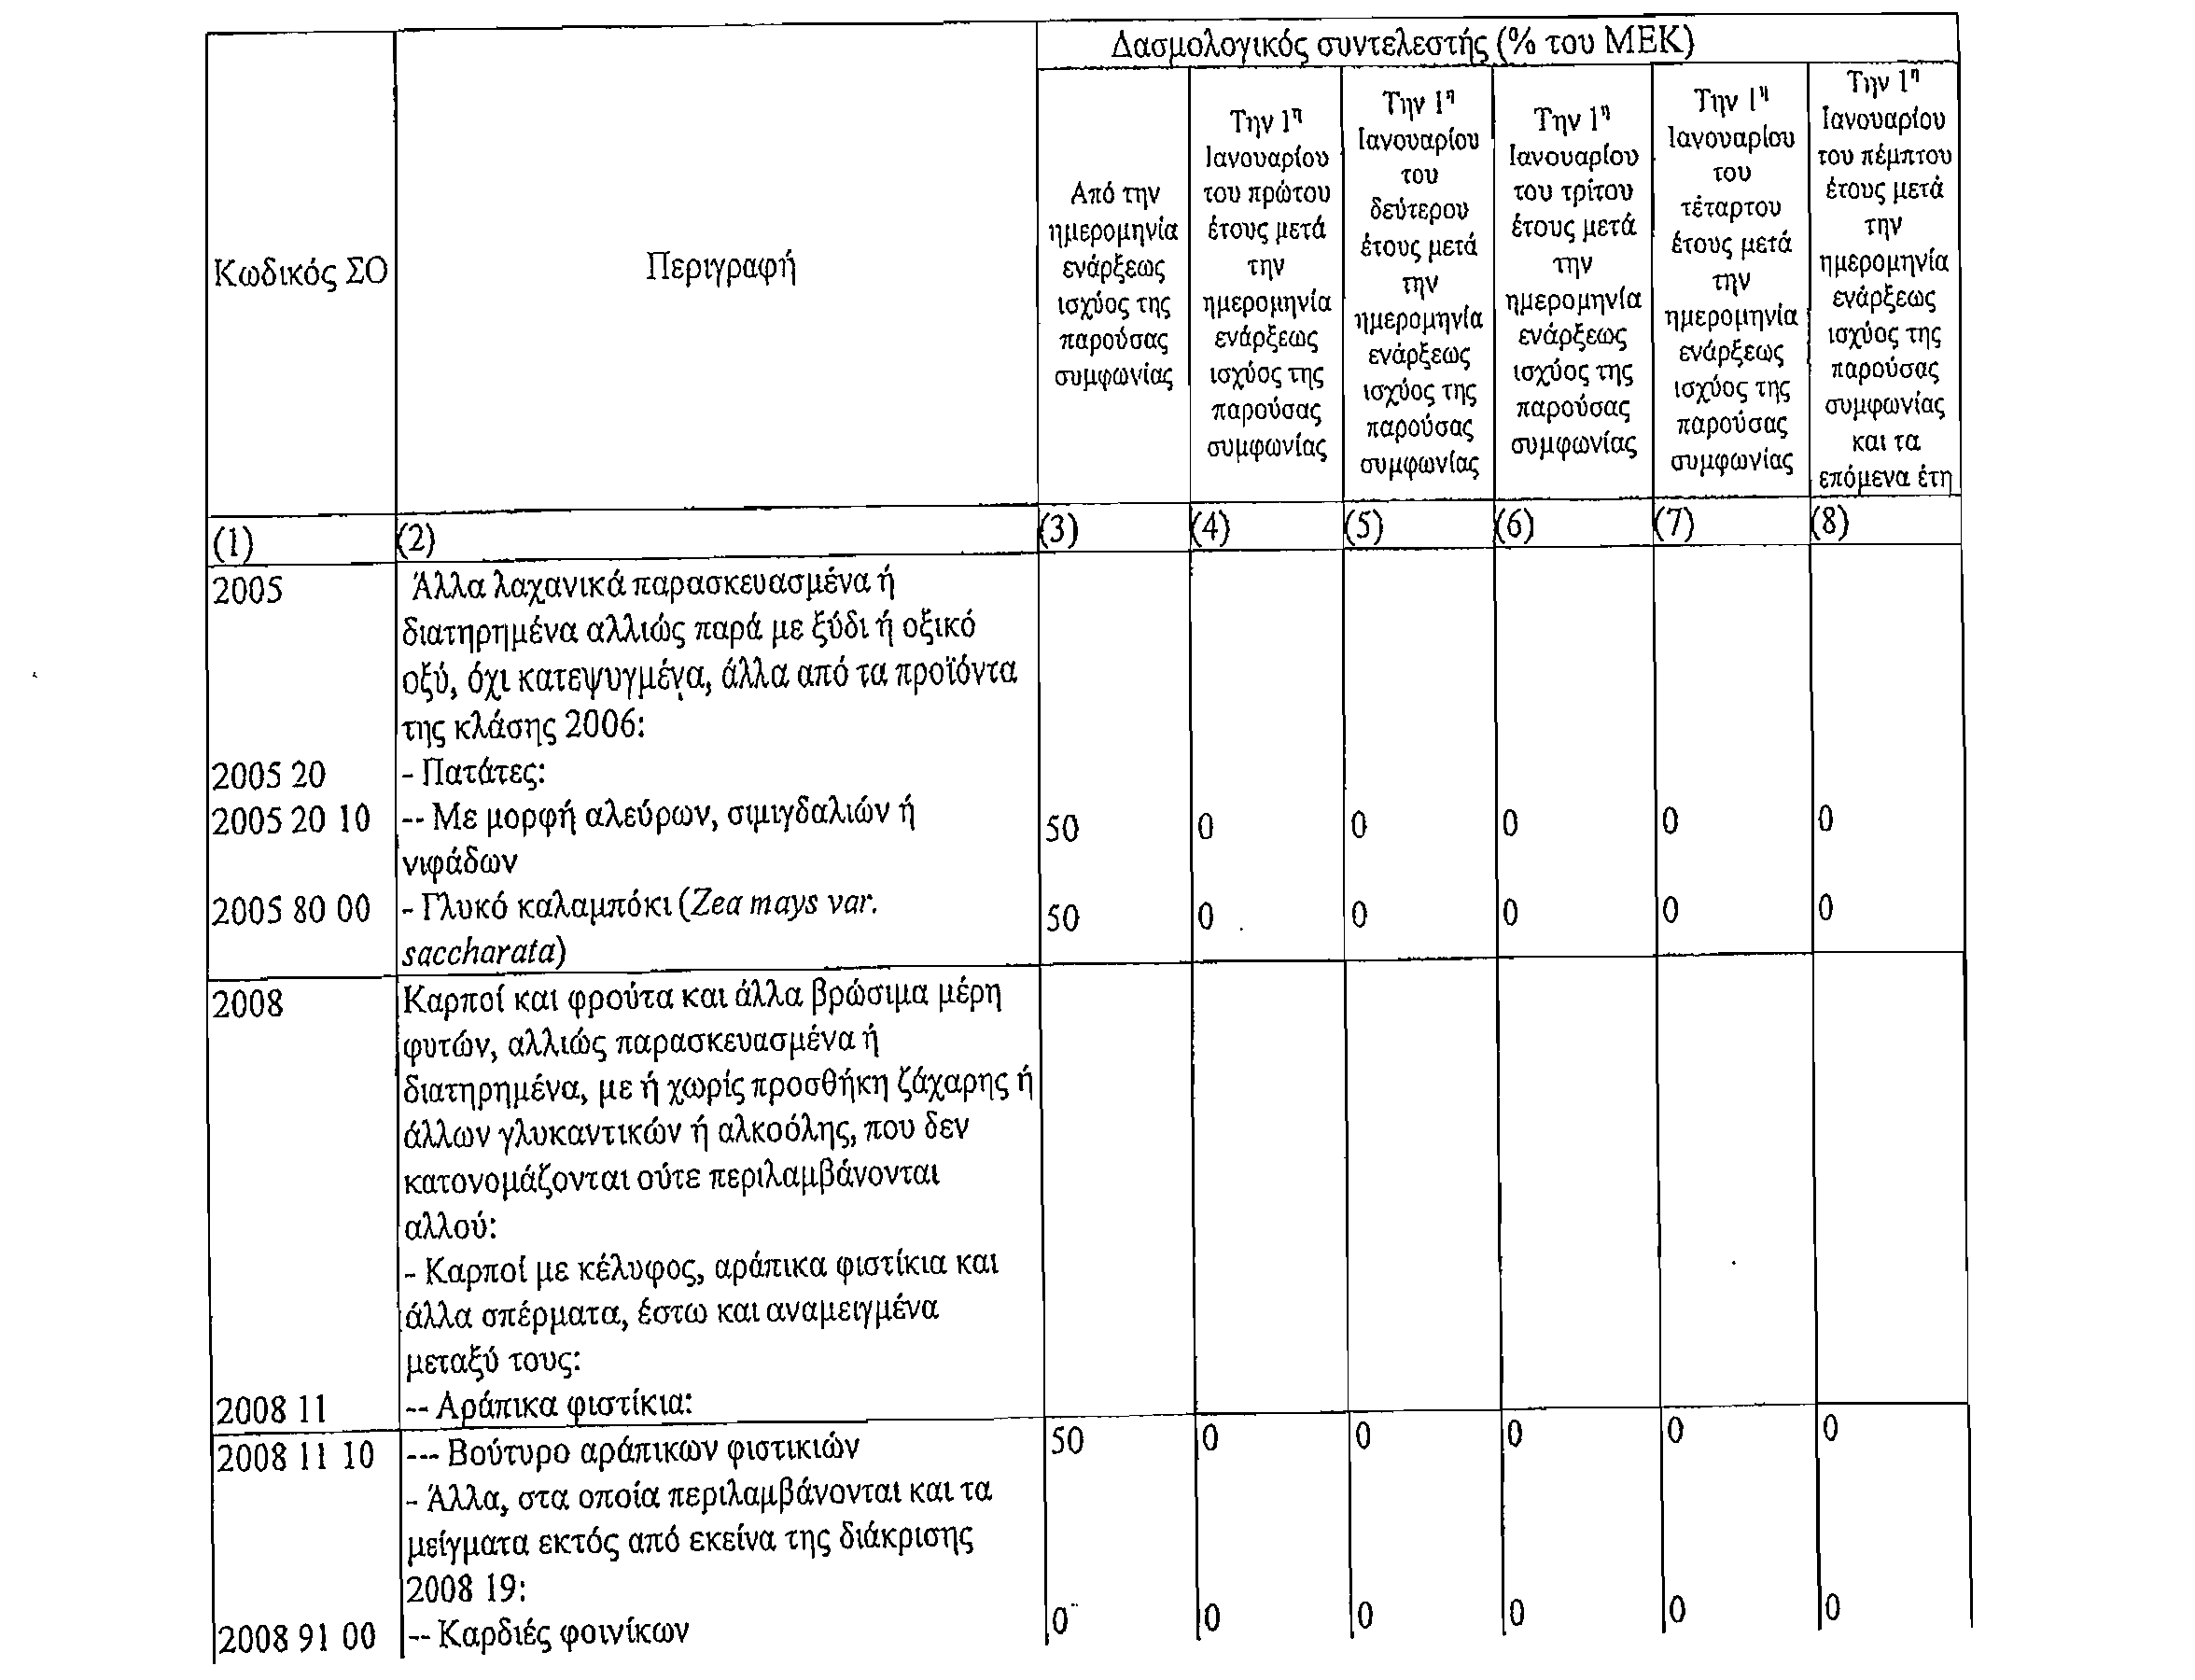 Δασμολογικός συντελεστής (% του ΜΕΚ)
Κωδικός ΣΟ
Περιγραφή
Από την
ημερομηνία
ενάρξεως
ισχύος της
παρούσας
συμφωνίας
Την 1η
Ιανουαρίου
του πρώτου
έτους μετά
την
ημερομηνία
ενάρξεως
ισχύος της
παρούσας
συμφωνίας
Την 1η
Ιανουαρίου
του
δεύτερου
έτους μετά
την
ημερομηνία
ενάρξεως
ισχύος της
παρούσας
συμφωνίας
Την 1η
Ιανουαρίου
του τρίτου
έτους μετά
την
ημερομηνία
ενάρξεως
ισχύος της
παρούσας
συμφωνίας
Την 1η
Ιανουαρίου
του
τέταρτου
έτους μετά
την
ημερομηνία
ενάρξεως
ισχύος της
παρούσας
συμφωνίας
Την 1η
Ιανουαρίου
του πέμπτου
έτους μετά
την
ημερομηνία
ενάρξεως
ισχύος της
παρούσας
συμφωνίας
και τα
επόμενα έτη
(1) (2) (3) (4) (5) (6) (7) (8)
2005 Άλλα λαχανικά παρασκευασμένα ή
διατηρημένα αλλιώς παρά με ξύδι ή οξικό
οξύ, όχι κατεψυγμένα, άλλα από τα προϊόντα
της κλάσης 2006:
2005 20 - Πατάτες:
2005 20 10 -- Με μορφή αλεύρων, σιμιγδαλιών ή 50 0 0 0 0 0
νιφάδων
2005 80 00 - Γλυκό καλαμπόκι (Zea mays var. 50 0 0 0 0 0
saccharata)
2008 Καρποί και φρούτα και άλλα βρώσιμα μέρη
φυτών, αλλιώς παρασκευασμένα ή
διατηρημένα, με ή χωρίς προσθήκη ζάχαρης ή
άλλων γλυκαντικών ή αλκοόλης, που δεν
κατονομάζονται ούτε περιλαμβάνονται
αλλού:
- Καρποί με κέλυφος, αράπικα φιστίκια και
άλλα σπέρματα, έστω και αναμειγμένα
μεταξύ τους:
2008 11 -- Αράπικα φιστίκια:
2008 11 10 --- Βούτυρο αράπικων φιστικιών 50 0 0 0 0 0
- Άλλα, στα οποία περιλαμβάνονται και τα
μείγματα εκτός από εκείνα της διάκρισης
2008 19:
2008 91 00 -- Καρδιές φοινίκων 0 0 0 0 0 0